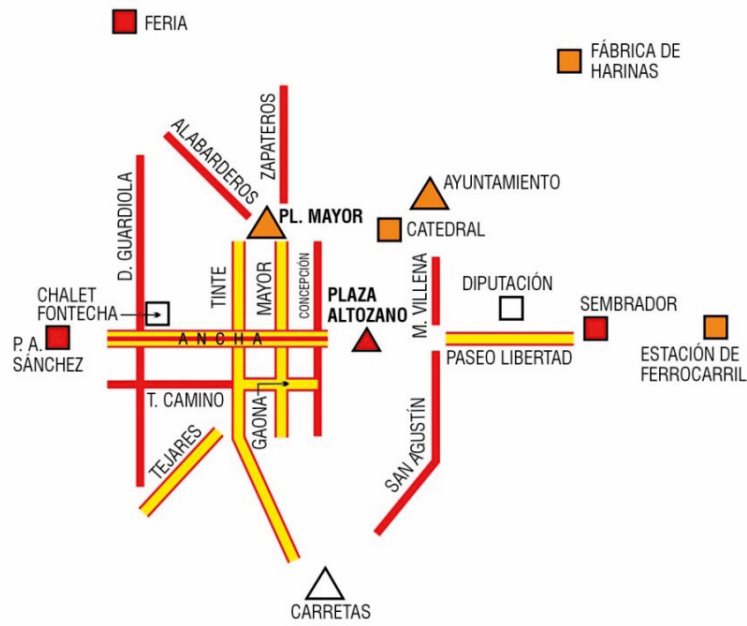 FERIA
FÁBRICA DE
HARINAS
ALABARDEROS
ZAPATEROS
AYUNTAMIENTO
PL. MAYOR
CATEDRAL
D. GUARDIOLA
TINTE
MAYOR
CONCEPCIÓN
M. VILLENA
DIPUTACIÓN
CHALET
FONTECHA
PLAZA
ALTOZANO
SEMBRADOR
P. A.
SÁNCHEZ
ANCHA
PASEO LIBERTAD
ESTACIÓN DE
FERROCARRIL
T. CAMINO
GAONA
TEJARES
SAN AGUSTÍN
CARRETAS